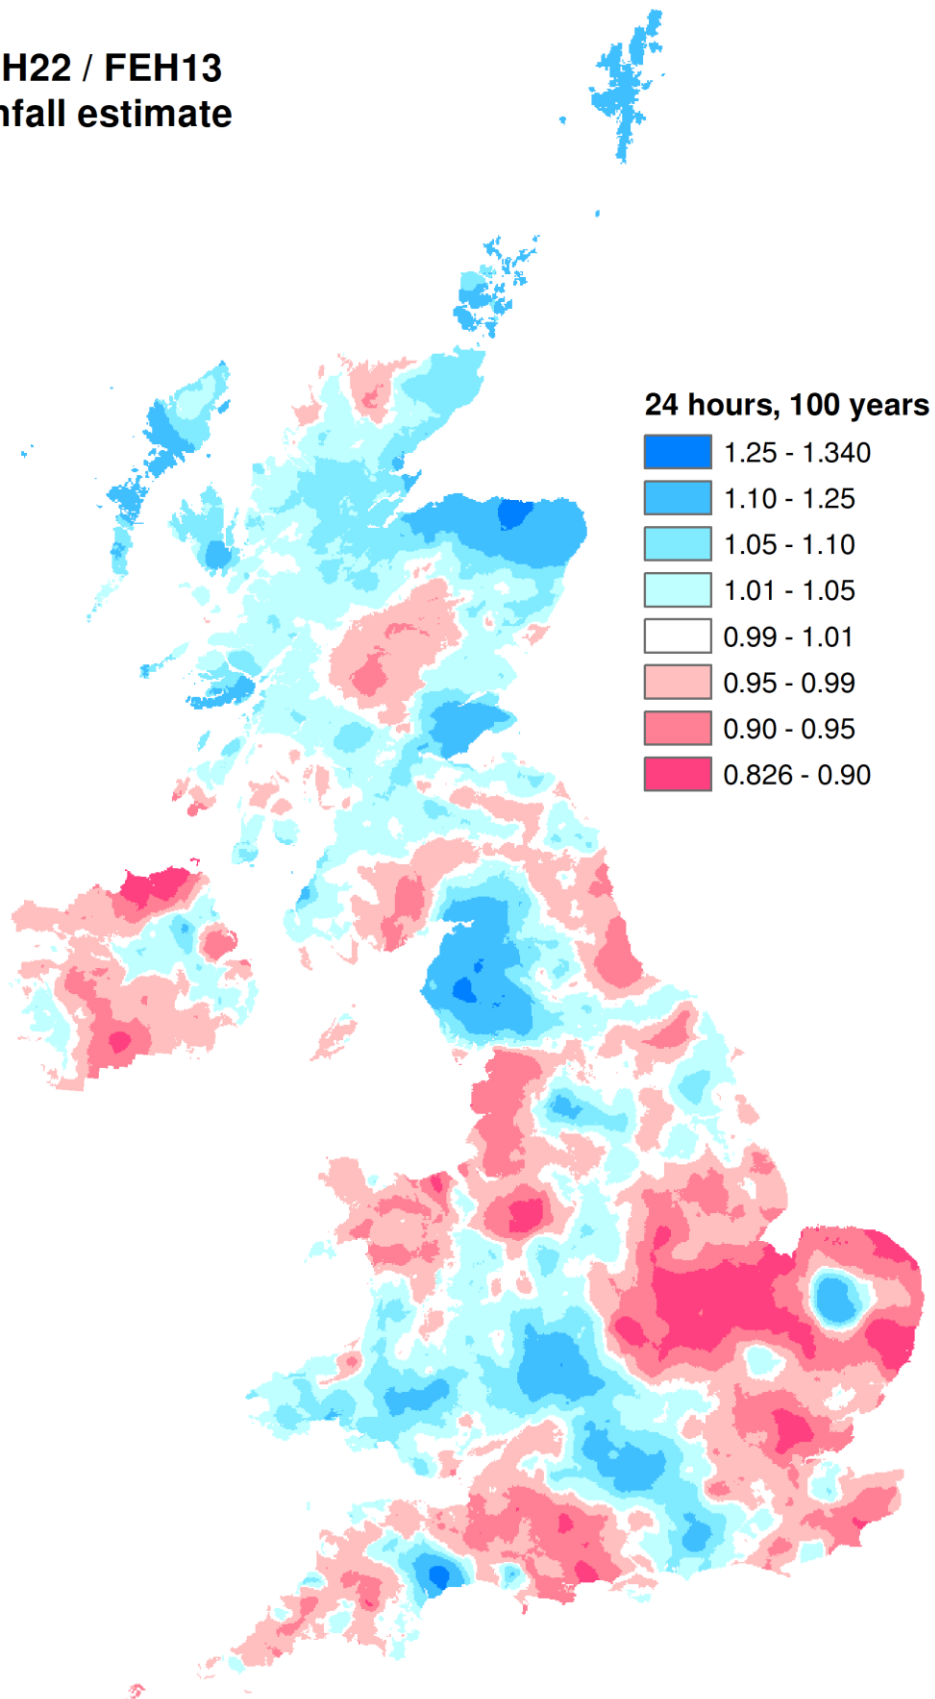 H22 / FEH13
nfall estimate
24 hours, 100 years
1.25 - 1.340
1.10 - 1.25
1.05 - 1.10
1.01 - 1.05
0.99 - 1.01
0.95 - 0.99
0.90 - 0.95
0.826 - 0.90